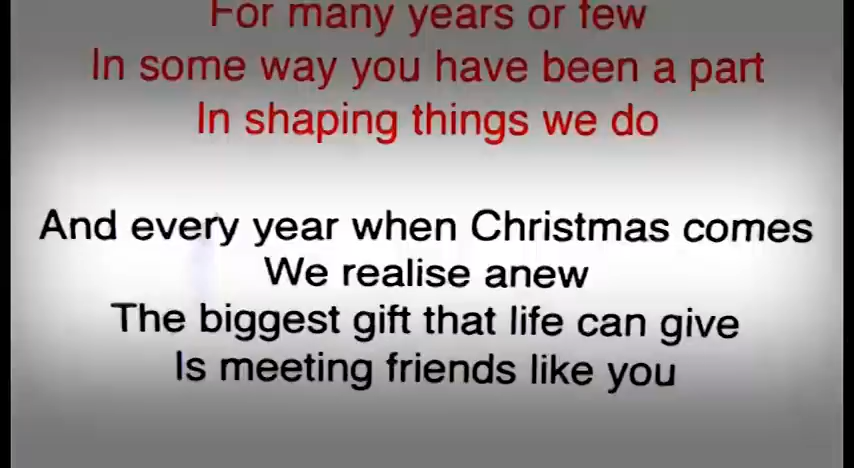 For many years or few
In some way you have been a part
In shaping things we do
And every year when Christmas comes
We realise anew
The biggest gift that life can give
Is meeting friends like you